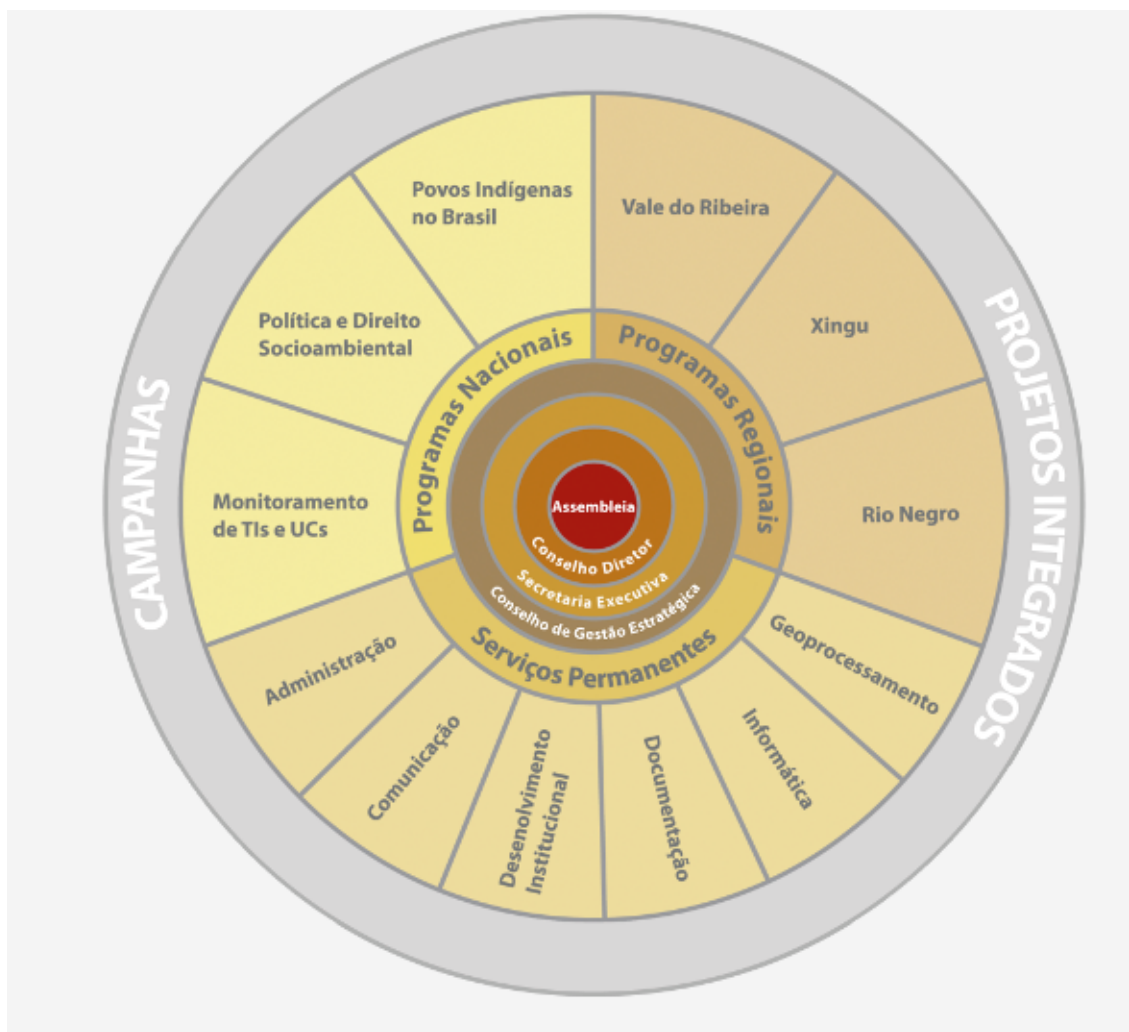 CAMPANHAS
PROJETOS INTEGRADOS
Programas Nacionais
Povos Indígenas
no Brasil
Política e Direito
Socioambiental
Monitoramento
de TIs e UCs
Programas Regionais
Vale do Ribeira
Xingu
Rio Negro
Assembleia
Conselho Diretor
Secretaria Executiva
Conselho de Gestão Estratégica
Serviços Permanentes
Administração
Comunicação
Desenolvimento
Institucional
Documentação
Informática
Geoprocessamento